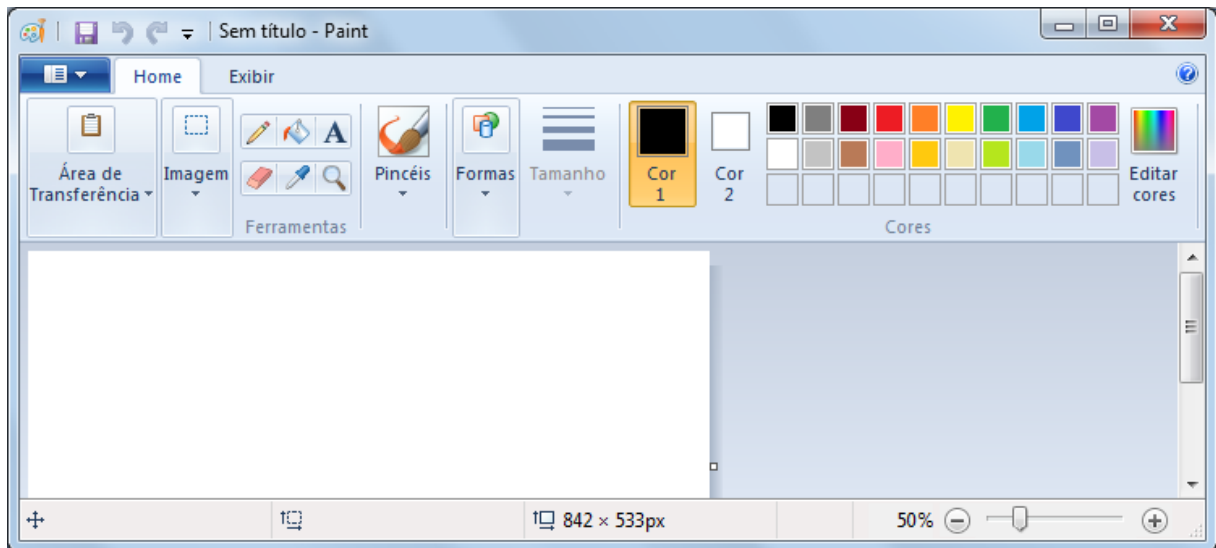 Sem título - Paint
Home Exibir
Área de Transferência
Imagem
A
Ferramentas
Pincéis
Formas
Tamanho
Cor 1
Cor 2
Editar cores
Cores
842 × 533px
50%